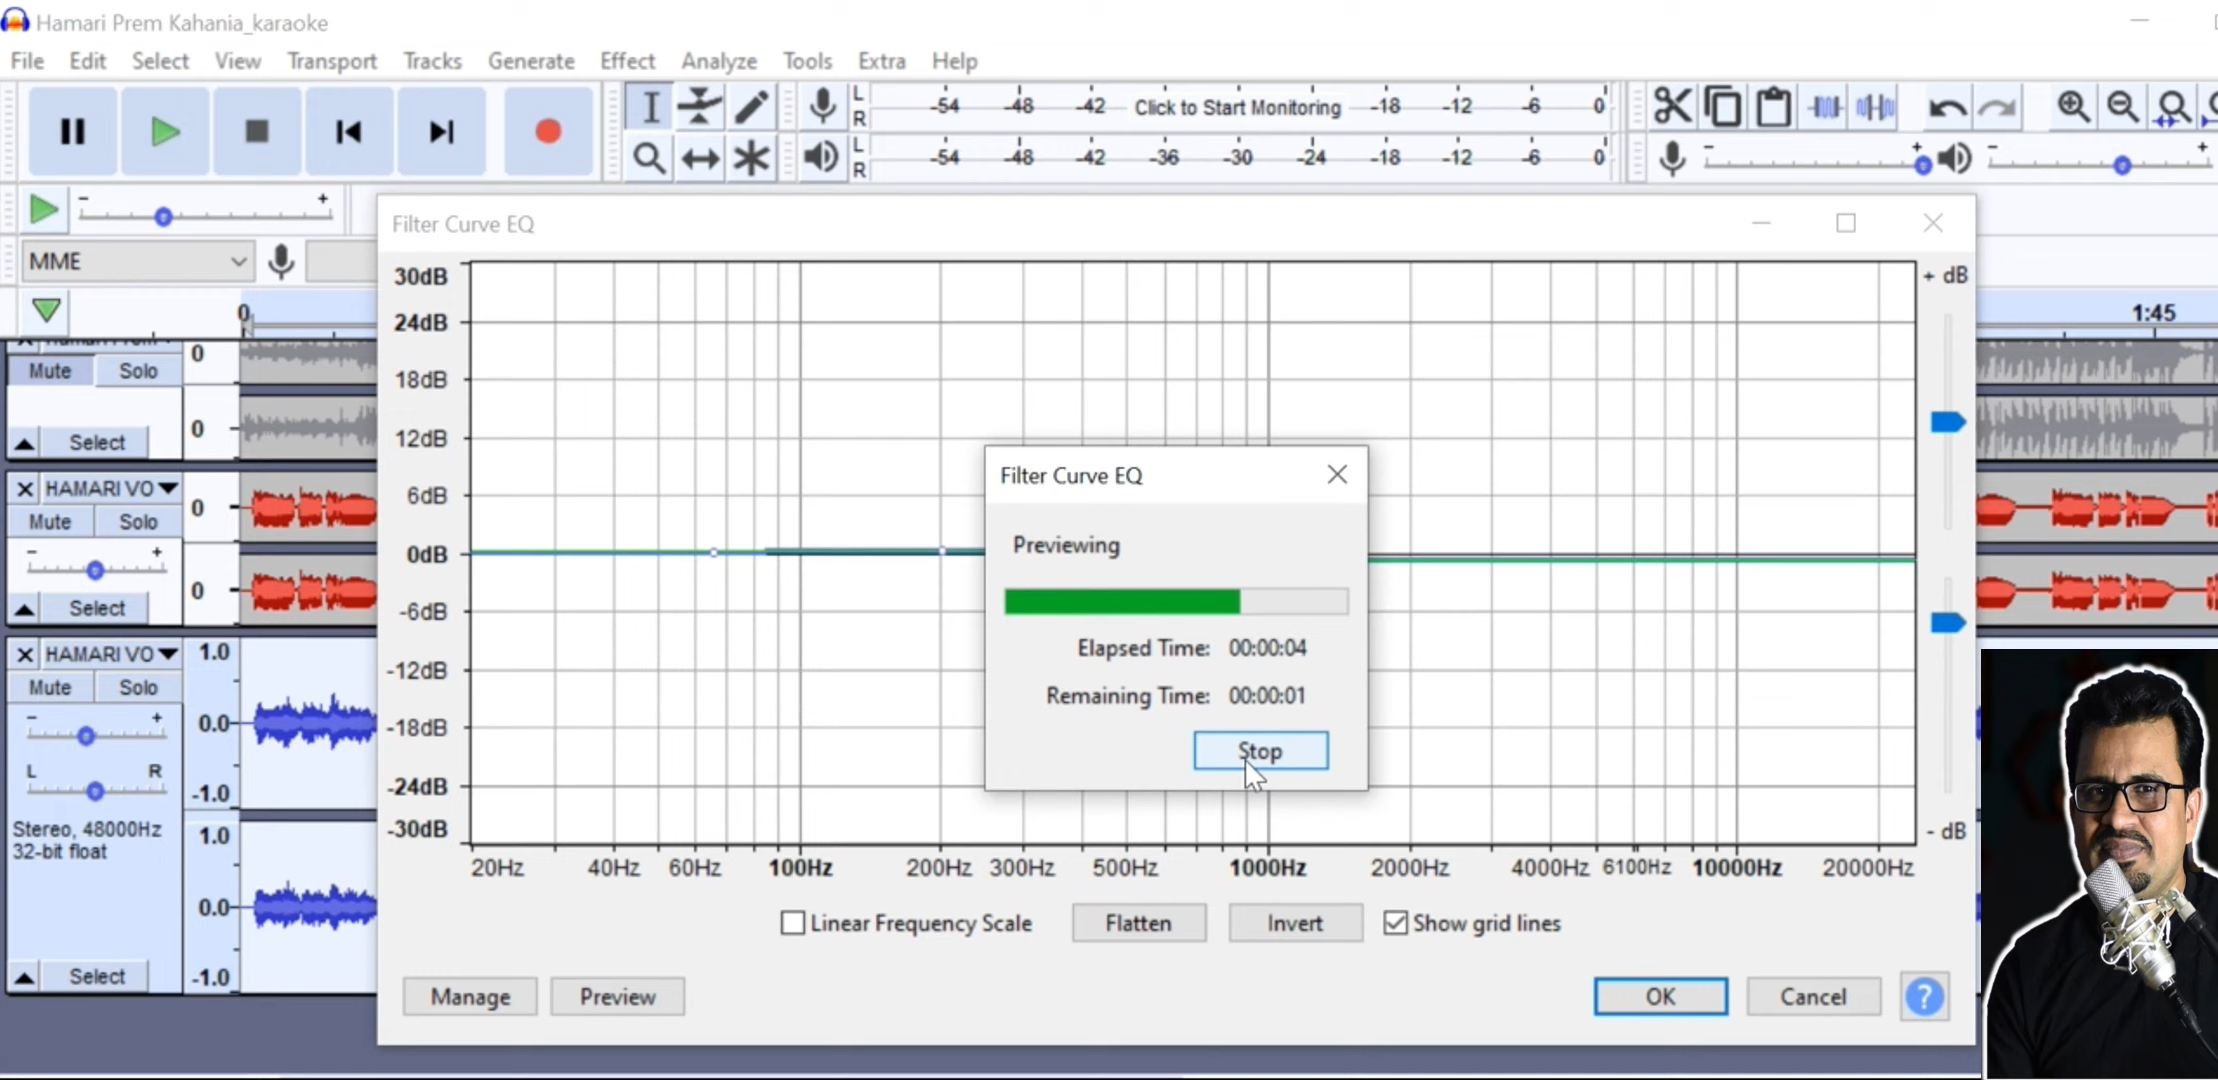 Hamari Prem Kahania_karaoke
File Edit Select View Transport Tracks Generate Effect Analyze Tools Extra Help
L R -54 -48 -42 Click to Start Monitoring -18 -12 -6 0
L R -54 -48 -42 -36 -30 -24 -18 -12 -6 0
- +
- +
- +
MME
0
1:45
Mute Solo
0
0
Select
HAMARI VO
Mute Solo
- +
0
0
Select
HAMARI VO
Mute Solo
- +
L R
Stereo, 48000Hz
32-bit float
Select
1.0
0.0
-1.0
1.0
0.0
-1.0
Filter Curve EQ
30dB
24dB
18dB
12dB
6dB
0dB
-6dB
-12dB
-18dB
-24dB
-30dB
+ dB
- dB
20Hz 40Hz 60Hz 100Hz 200Hz 300Hz 500Hz 1000Hz 2000Hz 4000Hz 6100Hz 10000Hz 20000Hz
Filter Curve EQ
Previewing
Elapsed Time: 00:00:04
Remaining Time: 00:00:01
Stop
Linear Frequency Scale Flatten Invert Show grid lines
Manage Preview OK Cancel ?